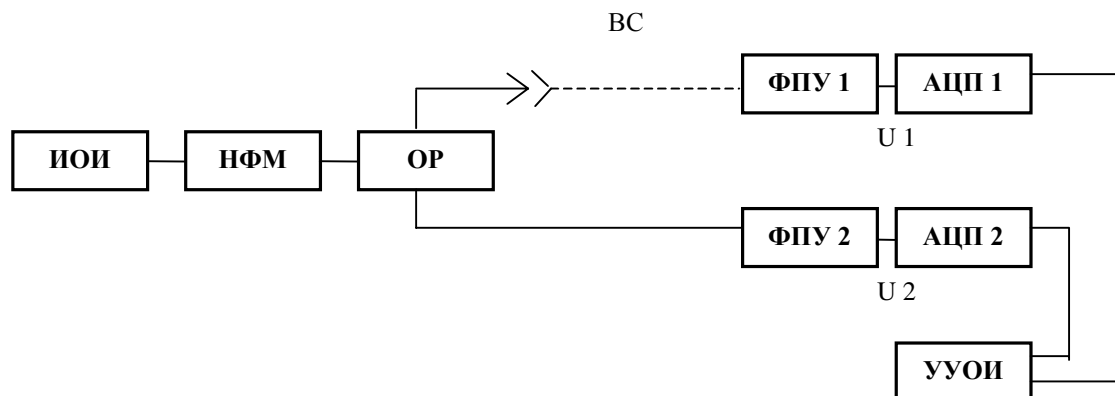 ВС
ФПУ 1
АЦП 1
U 1
ИОИ
НФМ
ОР
ФПУ 2
АЦП 2
U 2
УУОИ